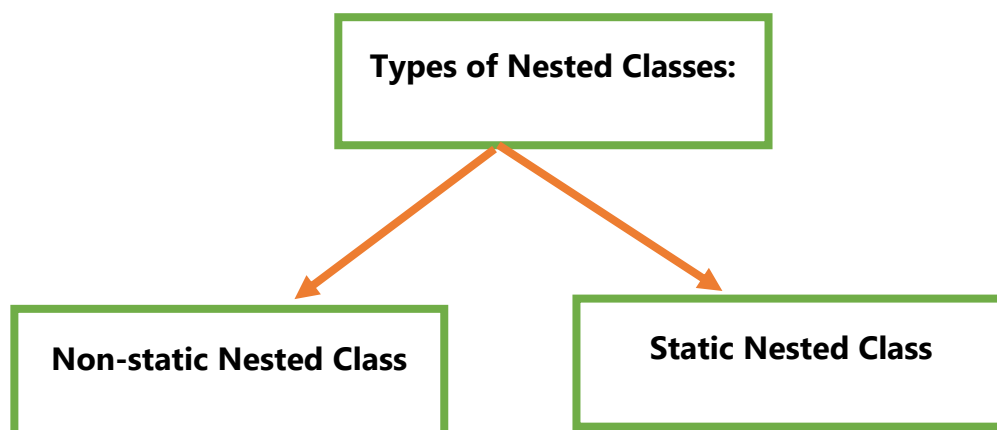 Types of Nested Classes:
Non-static Nested Class
Static Nested Class